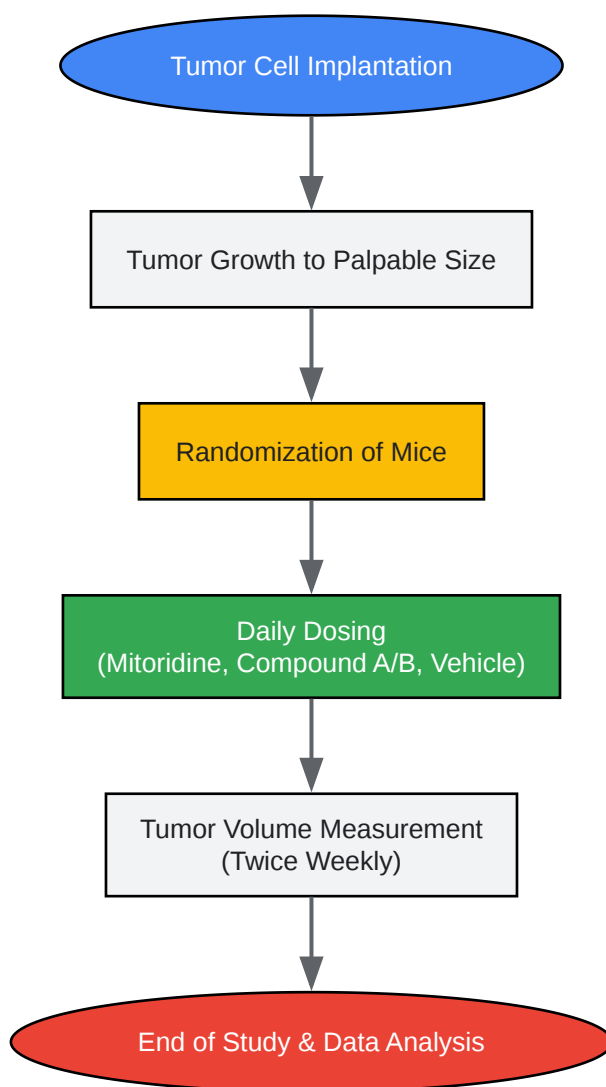 Tumor Cell Implantation
Tumor Growth to Palpable Size
Randomization of Mice
Daily Dosing
(Mitoridine, Compound A/B, Vehicle)
Tumor Volume Measurement
(Twice Weekly)
End of Study & Data Analysis